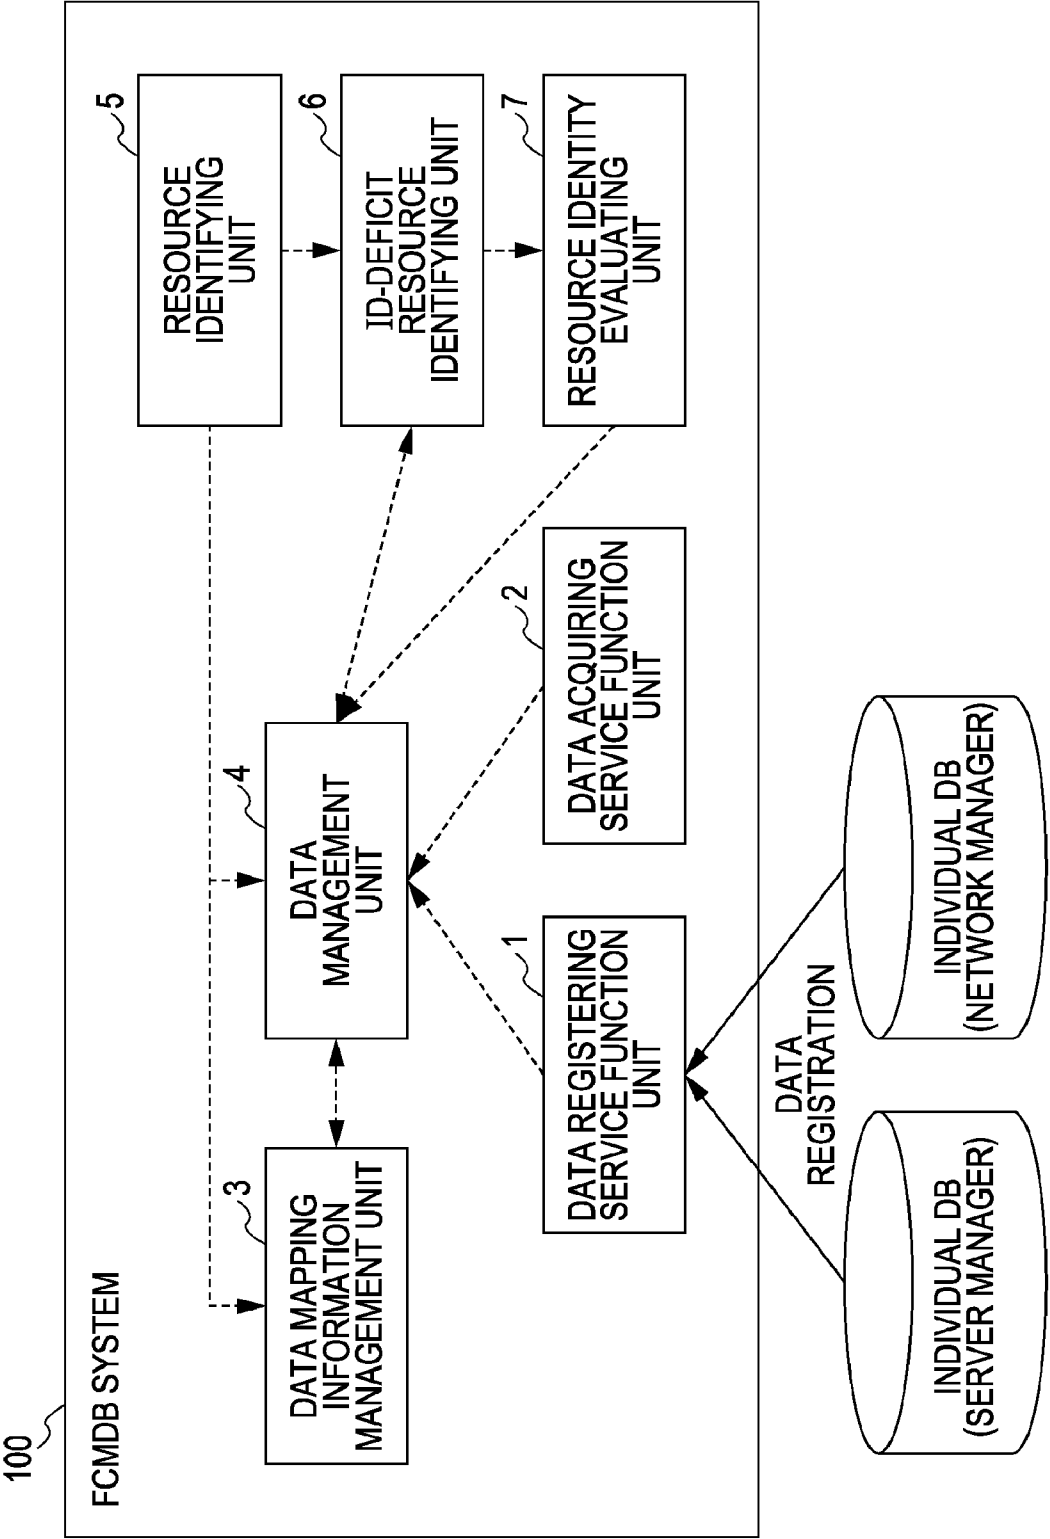 100
FCMDB SYSTEM
3
DATA MAPPING
INFORMATION
MANAGEMENT UNIT
4
DATA
MANAGEMENT
UNIT
5
RESOURCE
IDENTIFYING
UNIT
6
ID-DEFICIT
RESOURCE
IDENTIFYING UNIT
1
DATA REGISTERING
SERVICE FUNCTION
UNIT
2
DATA ACQUIRING
SERVICE FUNCTION
UNIT
7
RESOURCE IDENTITY
EVALUATING
UNIT
DATA
REGISTRATION
INDIVIDUAL DB
(SERVER MANAGER)
INDIVIDUAL DB
(NETWORK MANAGER)